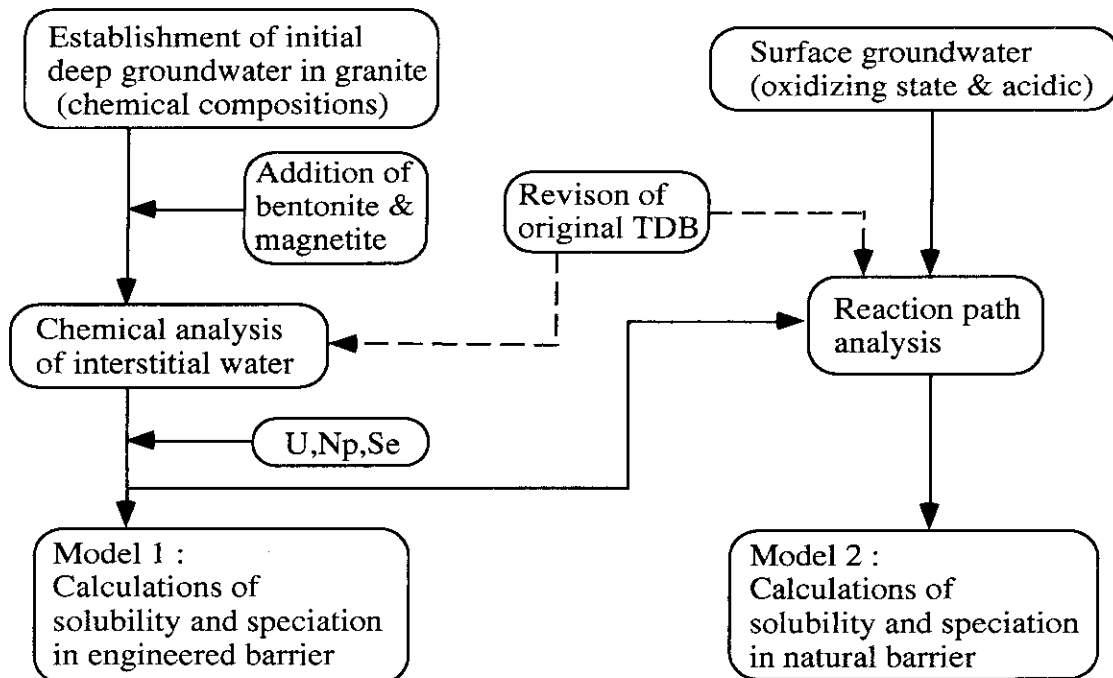 Establishment of initial
deep groundwater in granite
(chemical compositions)
Surface groundwater
(oxidizing state & acidic)
Addition of
bentonite &
magnetite
Revison of
original TDB
Chemical analysis
of interstitial water
Reaction path
analysis
U,Np,Se
Model 1 :
Calculations of
solubility and speciation
in engineered barrier
Model 2 :
Calculations of
solubility and speciation
in natural barrier